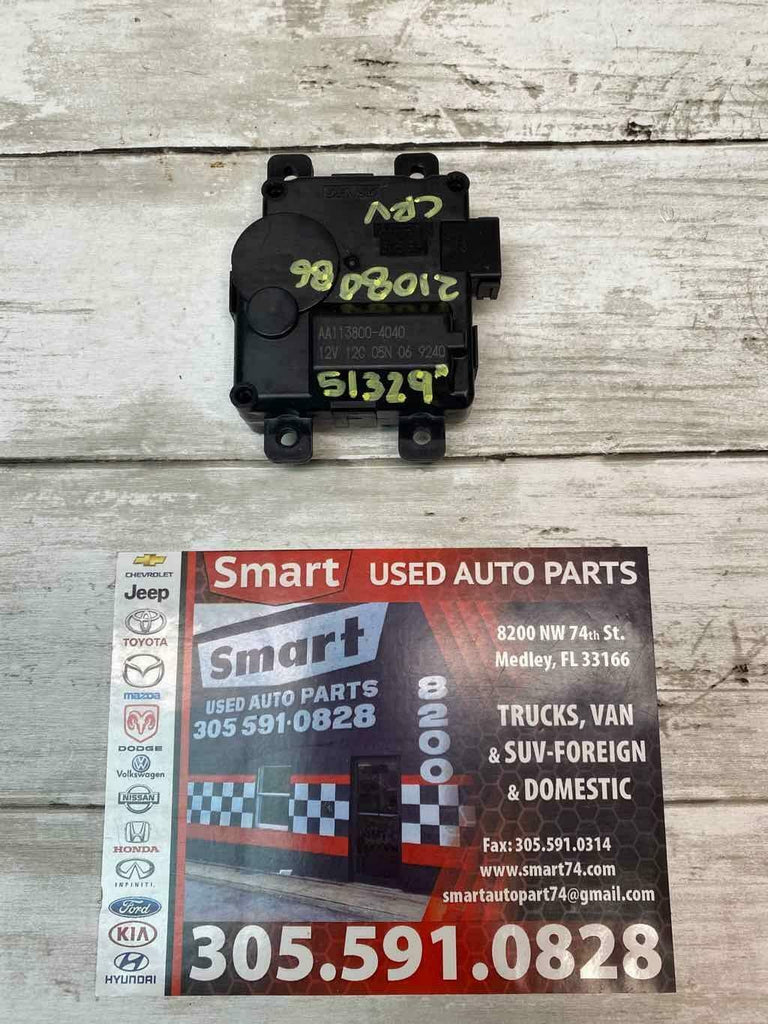 CRV
21080 B6
AA113800-4040
12V 12C 05N 06 9240
51329
CHEVROLET
Jeep
TOYOTA
mazda
DODGE
Volkswagen
NISSAN
HONDA
INFINITI
Ford
KIA
HYUNDAI
Smart USED AUTO PARTS
Smart
USED AUTO PARTS
305 591·0828
8200
8200 NW 74th St.
Medley, FL 33166
TRUCKS, VAN
& SUV-FOREIGN
& DOMESTIC
Fax: 305.591.0314
www.smart74.com
smartautopart74@gmail.com
305.591.0828